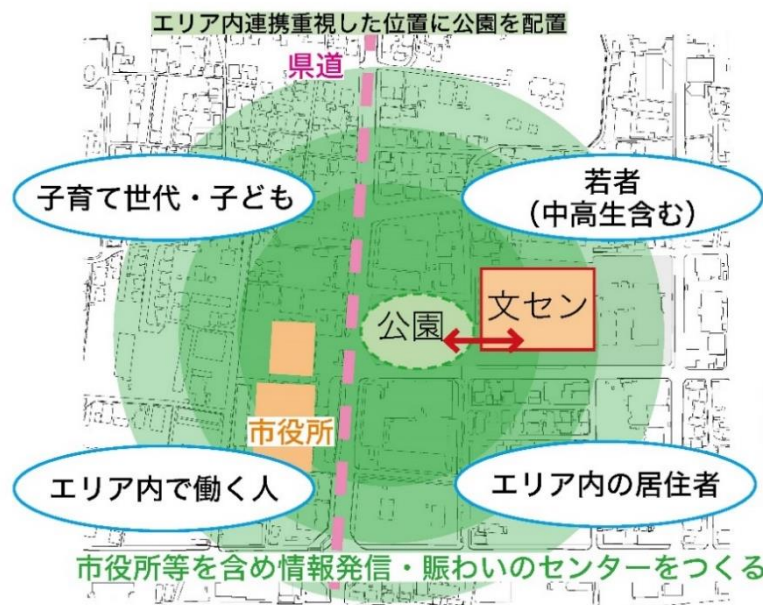 エリア内連携重視した位置に公園を配置
県道
子育て世代・子ども
若者
（中高生含む）
公園
文セン
市役所
エリア内で働く人
エリア内の居住者
市役所等を含め情報発信・賑わいのセンターをつくる